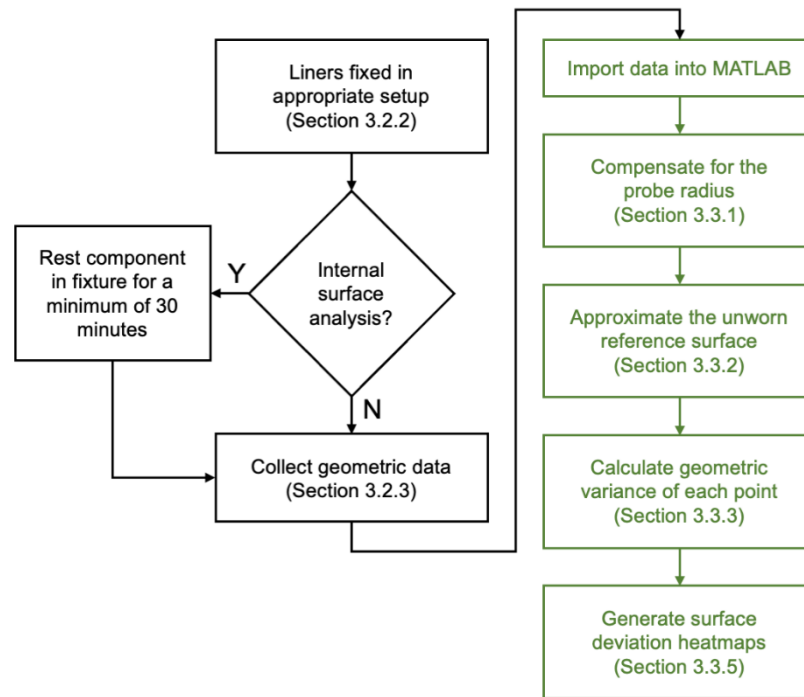 Liners fixed in
appropriate setup
(Section 3.2.2)
Internal
surface
analysis?
Y
Rest component
in fixture for a
minimum of 30
minutes
N
Collect geometric data
(Section 3.2.3)
Import data into MATLAB
Compensate for the
probe radius
(Section 3.3.1)
Approximate the unworn
reference surface
(Section 3.3.2)
Calculate geometric
variance of each point
(Section 3.3.3)
Generate surface
deviation heatmaps
(Section 3.3.5)